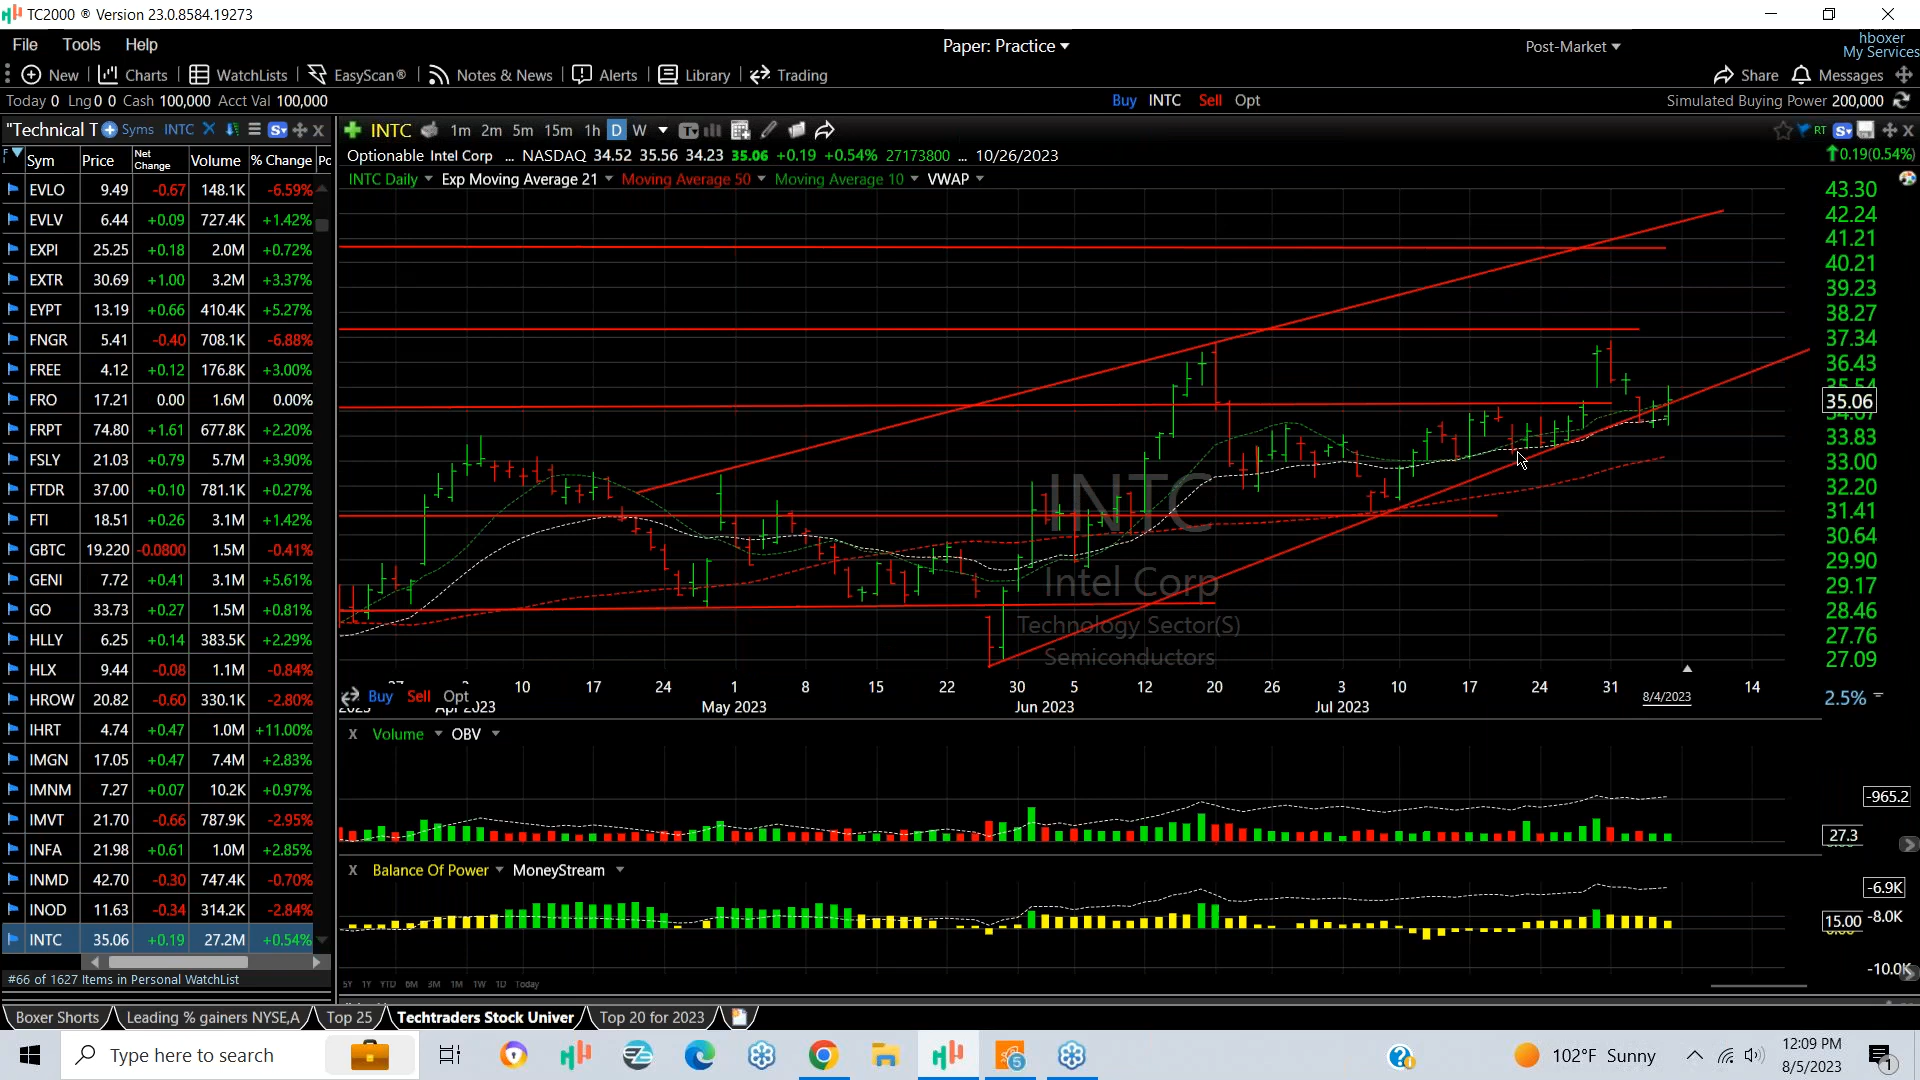 TC2000 ® Version 23.0.8584.19273
File Tools Help
Paper: Practice
Post-Market
hboxer
My Services
New Charts WatchLists EasyScan® Notes & News Alerts Library Trading
Share Messages
Today 0 Lng 0 0 Cash 100,000 Acct Val 100,000
Buy INTC Sell Opt
Simulated Buying Power 200,000
"Technical T Syms INTC
INTC 1m 2m 5m 15m 1h D W
RT
Optionable Intel Corp ... NASDAQ 34.52 35.56 34.23 35.06 +0.19 +0.54% 27173800 ... 10/26/2023
0.19(0.54%)
INTC Daily Exp Moving Average 21 Moving Average 50 Moving Average 10 VWAP
Sym Price Net Change Volume % Change Pc
EVLO 9.49 -0.67 148.1K -6.59%
EVLV 6.44 +0.09 727.4K +1.42%
EXPI 25.25 +0.18 2.0M +0.72%
EXTR 30.69 +1.00 3.2M +3.37%
EYPT 13.19 +0.66 410.4K +5.27%
FNGR 5.41 -0.40 708.1K -6.88%
FREE 4.12 +0.12 176.8K +3.00%
FRO 17.21 0.00 1.6M 0.00%
FRPT 74.80 +1.61 677.8K +2.20%
FSLY 21.03 +0.79 5.7M +3.90%
FTDR 37.00 +0.10 781.1K +0.27%
FTI 18.51 +0.26 3.1M +1.42%
GBTC 19.220 -0.0800 1.5M -0.41%
GENI 7.72 +0.41 3.1M +5.61%
GO 33.73 +0.27 1.5M +0.81%
HLLY 6.25 +0.14 383.5K +2.29%
HLX 9.44 -0.08 1.1M -0.84%
HROW 20.82 -0.60 330.1K -2.80%
IHRT 4.74 +0.47 1.0M +11.00%
IMGN 17.05 +0.47 7.4M +2.83%
IMNM 7.27 +0.07 10.2K +0.97%
IMVT 21.70 -0.66 787.9K -2.95%
INFA 21.98 +0.61 1.0M +2.85%
INMD 42.70 -0.30 747.4K -0.70%
INOD 11.63 -0.34 314.2K -2.84%
INTC 35.06 +0.19 27.2M +0.54%
#66 of 1627 Items in Personal WatchList
43.30
42.24
41.21
40.21
39.23
38.27
37.34
36.43
35.54
35.06
33.83
33.00
32.20
31.41
30.64
29.90
29.17
28.46
27.76
27.09
INTC
Intel Corp
Technology Sector(S)
Semiconductors
10 17 24 1 8 15 22 30 5 12 20 26 3 10 17 24 31 14
Buy Sell Opt
2.5%
Apr 2023 May 2023 Jun 2023 Jul 2023 8/4/2023
X Volume OBV
-965.2
27.3
X Balance Of Power MoneyStream
-6.9K
15.00 -8.0K
-10.0K
5Y 1Y YTD 6M 3M 1M 1W 1D Today
Boxer Shorts Leading % gainers NYSE,A Top 25 Techtraders Stock Univer Top 20 for 2023
Type here to search
5
102°F Sunny
12:09 PM
8/5/2023
1